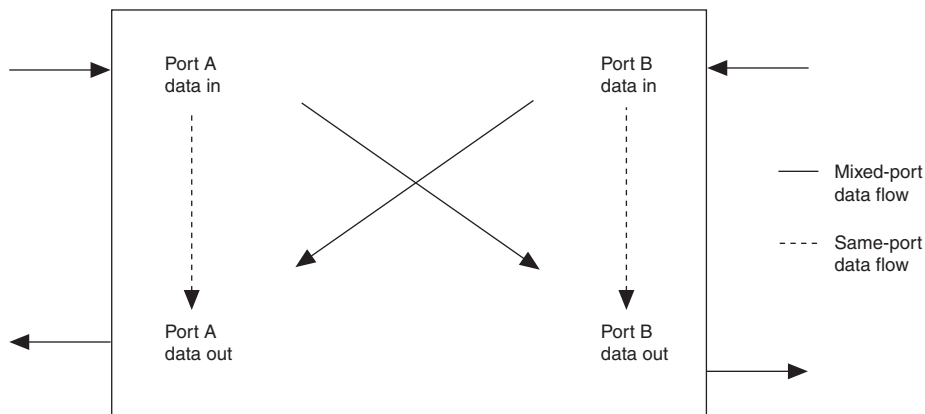 Port A
data in
Port B
data in
Mixed-port
data flow
Same-port
data flow
Port A
data out
Port B
data out